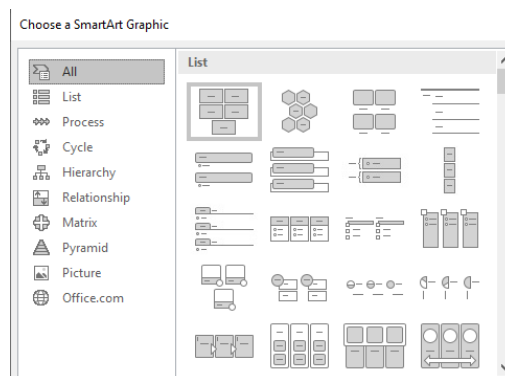 Choose a SmartArt Graphic
All
List
Process
Cycle
Hierarchy
Relationship
Matrix
Pyramid
Picture
Office.com
List